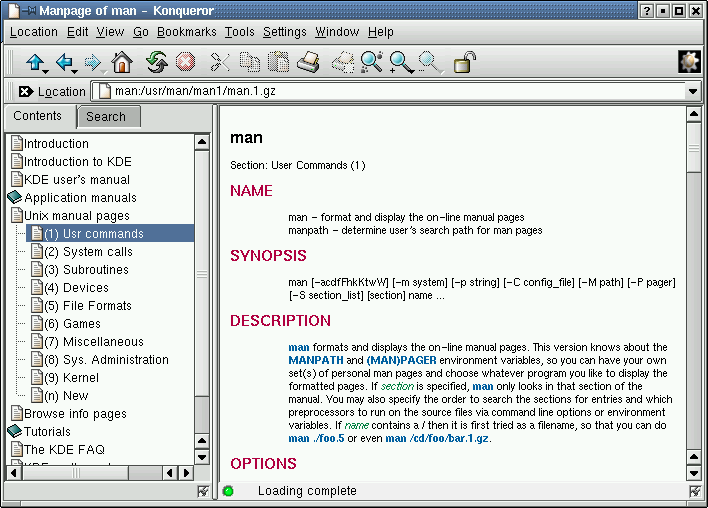 Manpage of man - Konqueror
Location Edit View Go Bookmarks Tools Settings Window Help
Location man:/usr/man/man1/man.1.gz
Contents Search
Introduction
Introduction to KDE
KDE user's manual
Application manuals
Unix manual pages
(1) Usr commands
(2) System calls
(3) Subroutines
(4) Devices
(5) File Formats
(6) Games
(7) Miscellaneous
(8) Sys. Administration
(9) Kernel
(n) New
Browse info pages
Tutorials
The KDE FAQ
man
Section: User Commands (1)
NAME
man - format and display the on-line manual pages
manpath - determine user's search path for man pages
SYNOPSIS
man [-acdfFhkKtwW] [-m system] [-p string] [-C config_file] [-M path] [-P pager]
[-S section_list] [section] name ...
DESCRIPTION
man formats and displays the on-line manual pages. This version knows about the
MANPATH and (MAN)PAGER environment variables, so you can have your own
set(s) of personal man pages and choose whatever program you like to display the
formatted pages. If section is specified, man only looks in that section of the
manual. You may also specify the order to search the sections for entries and which
preprocessors to run on the source files via command line options or environment
variables. If name contains a / then it is first tried as a filename, so that you can do
man ./foo.5 or even man /cd/foo/bar.1.gz.
OPTIONS
Loading complete